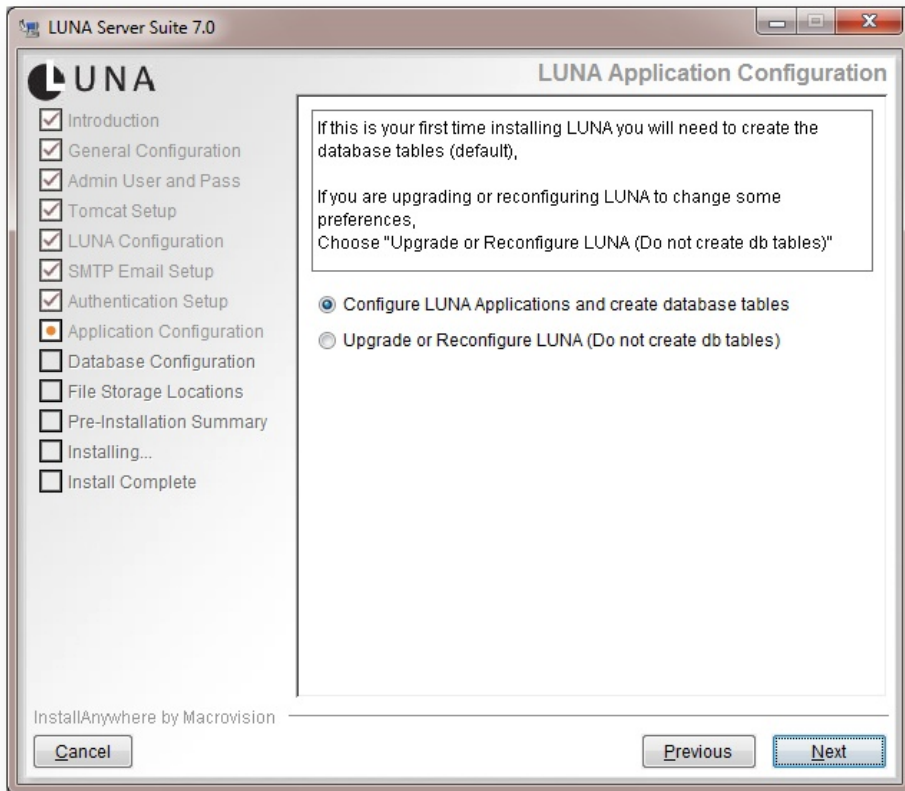 LUNA Server Suite 7.0
LUNA
LUNA Application Configuration
Introduction
General Configuration
Admin User and Pass
Tomcat Setup
LUNA Configuration
SMTP Email Setup
Authentication Setup
Application Configuration
Database Configuration
File Storage Locations
Pre-Installation Summary
Installing...
Install Complete
If this is your first time installing LUNA you will need to create the
database tables (default),
If you are upgrading or reconfiguring LUNA to change some
preferences,
Choose "Upgrade or Reconfigure LUNA (Do not create db tables)"
Configure LUNA Applications and create database tables
Upgrade or Reconfigure LUNA (Do not create db tables)
InstallAnywhere by Macrovision
Cancel
Previous
Next